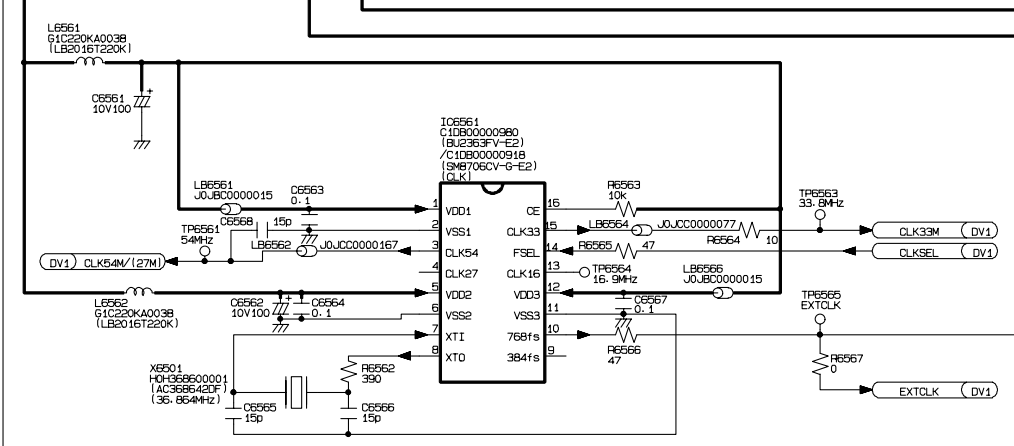 L6561
G1C220KA0038
(LB2016T220K)
C6561
10V100
+
IC6561
C1DB00000980
(BU2363FV-E2)
/C1DB00000918
(SM8706CV-G-E2)
(CLK)
LB6561
J0JBC0000015
C6563
0.1
C6568
15p
TP6561
54MHz
LB6562
J0JCC0000167
DV1
CLK54M/(27M)
L6562
G1C220KA0038
(LB2016T220K)
C6562
10V100
+
C6564
0.1
X6501
H0H368600001
(AC368642DF)
(36.864MHz)
R6562
390
C6565
15p
C6566
15p
1 VDD1
2 VSS1
3 CLK54
4 CLK27
5 VDD2
6 VSS2
7 XTI
8 XTO
CE 16
CLK33 15
FSEL 14
CLK16 13
VDD3 12
VSS3 11
768fs 10
384fs 9
R6563
10k
LB6564
J0JCC0000077
R6564
10
R6565
47
TP6563
33.8MHz
CLK33M
DV1
CLKSEL
DV1
TP6564
16.9MHz
LB6566
J0JBC0000015
C6567
0.1
R6566
47
TP6565
EXTCLK
R6567
0
EXTCLK
DV1